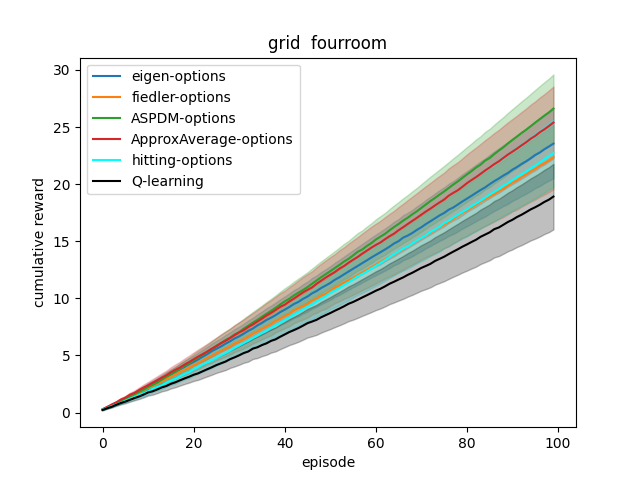 grid  fourroom
30
25
20
15
10
5
0
cumulative reward
eigen-options
fiedler-options
ASPDM-options
ApproxAverage-options
hitting-options
Q-learning
0 20 40 60 80 100
episode